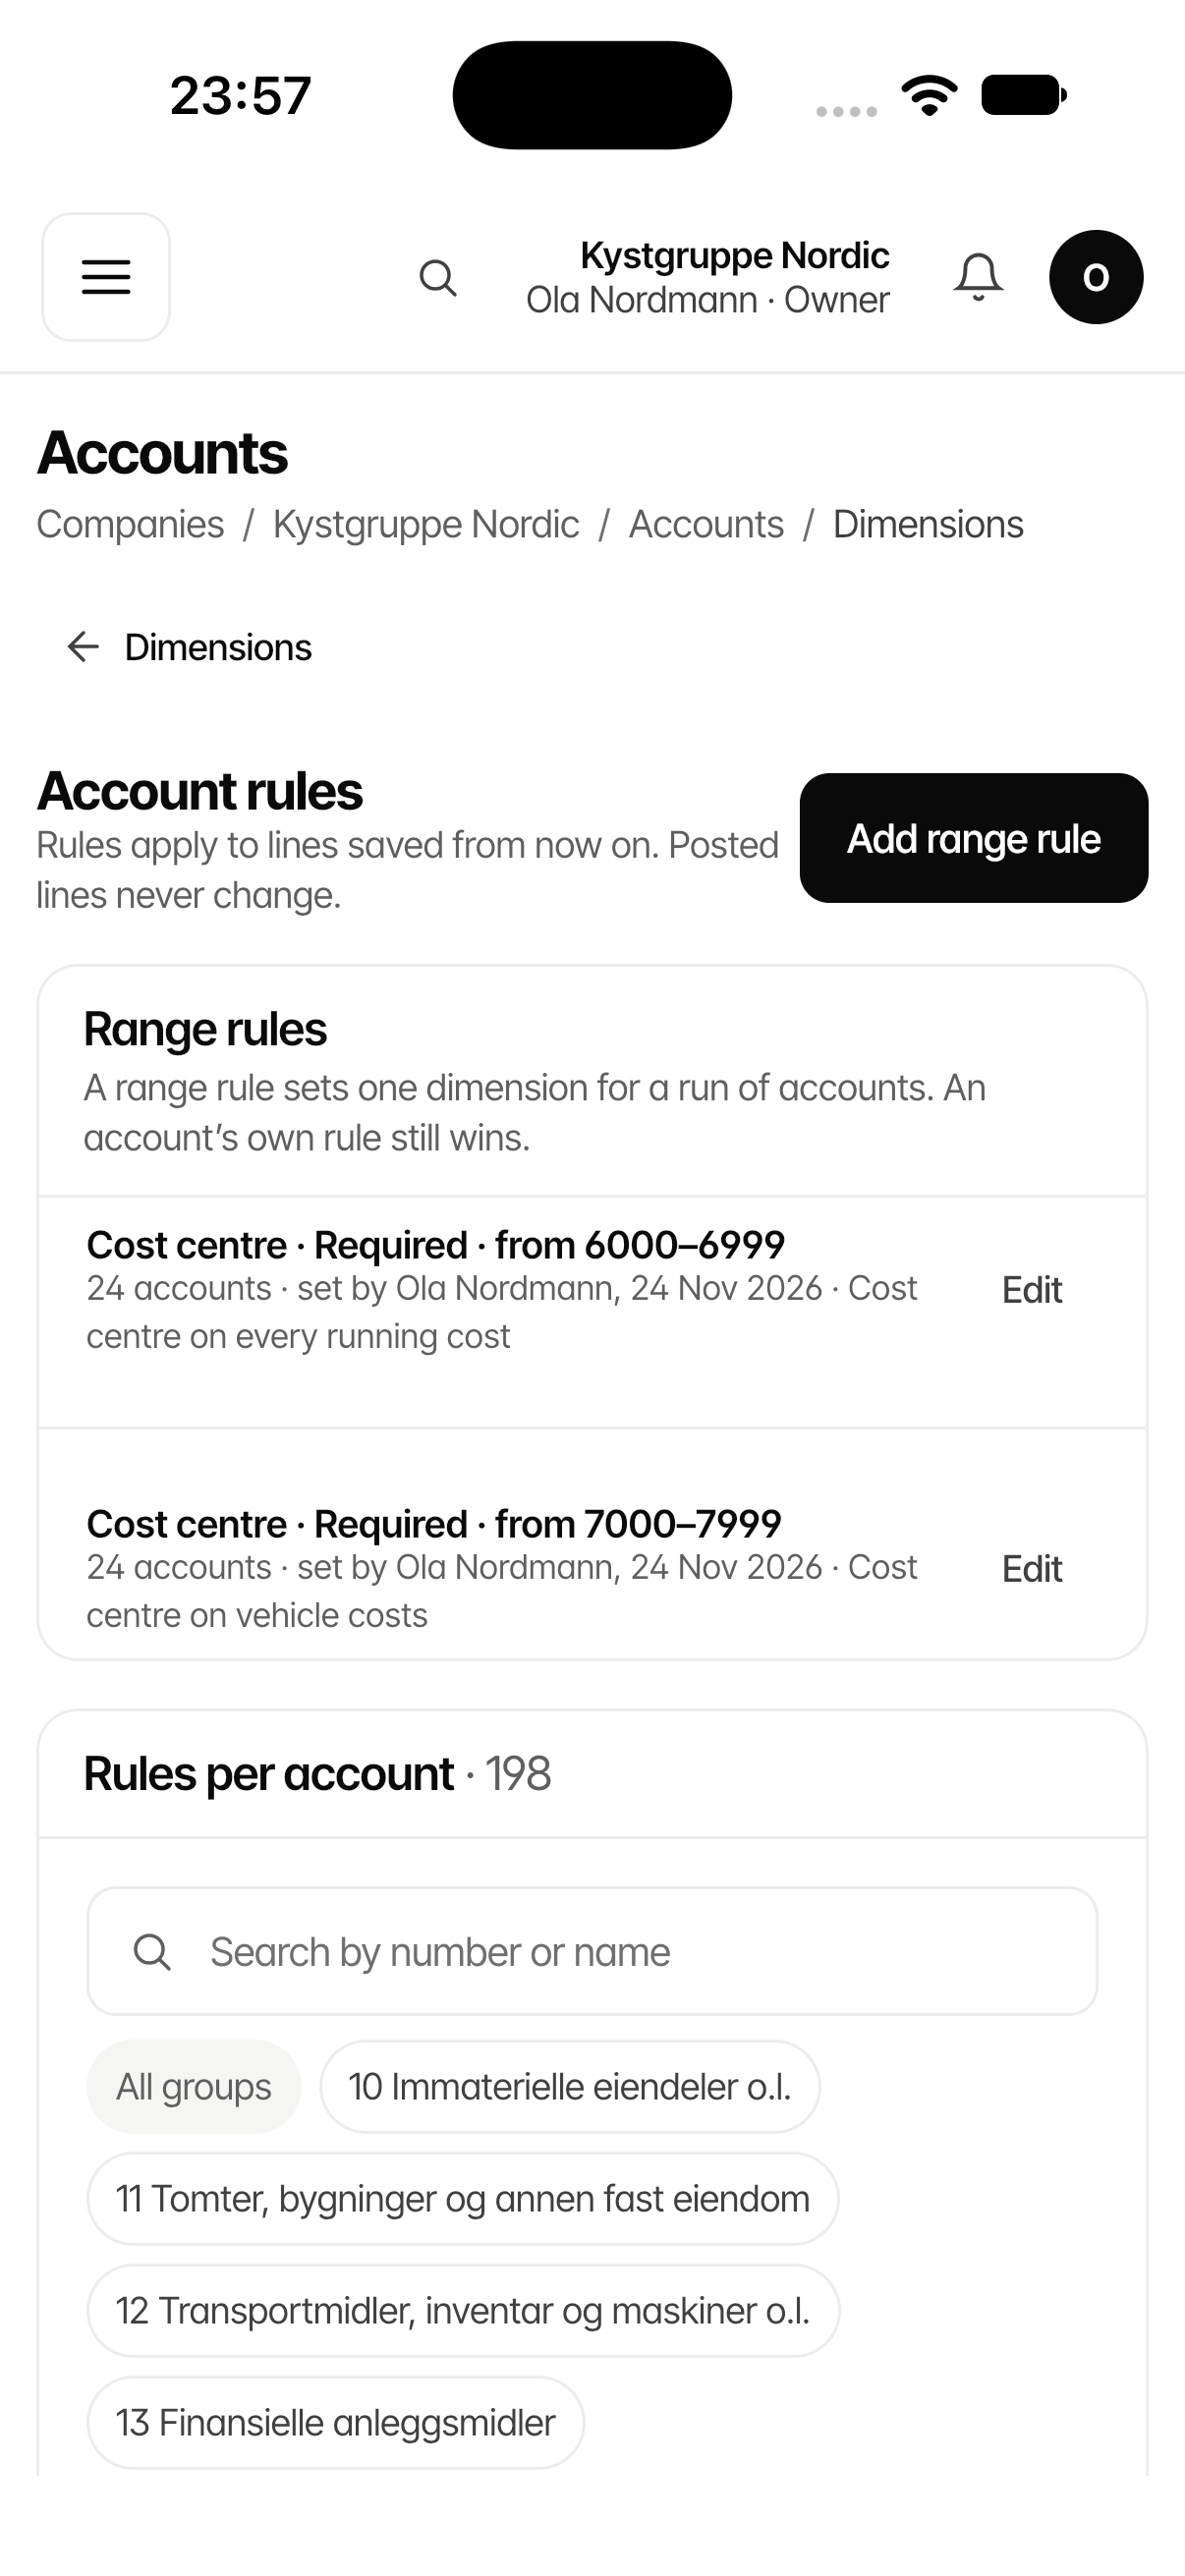 23:57
Kystgruppe Nordic
Ola Nordmann · Owner
O
Accounts
Companies / Kystgruppe Nordic / Accounts / Dimensions
Dimensions
Account rules
Rules apply to lines saved from now on. Posted
lines never change.
Add range rule
Range rules
A range rule sets one dimension for a run of accounts. An
account’s own rule still wins.
Cost centre · Required · from 6000–6999
24 accounts · set by Ola Nordmann, 24 Nov 2026 · Cost
centre on every running cost
Edit
Cost centre · Required · from 7000–7999
24 accounts · set by Ola Nordmann, 24 Nov 2026 · Cost
centre on vehicle costs
Edit
Rules per account · 198
Search by number or name
All groups
10 Immaterielle eiendeler o.l.
11 Tomter, bygninger og annen fast eiendom
12 Transportmidler, inventar og maskiner o.l.
13 Finansielle anleggsmidler